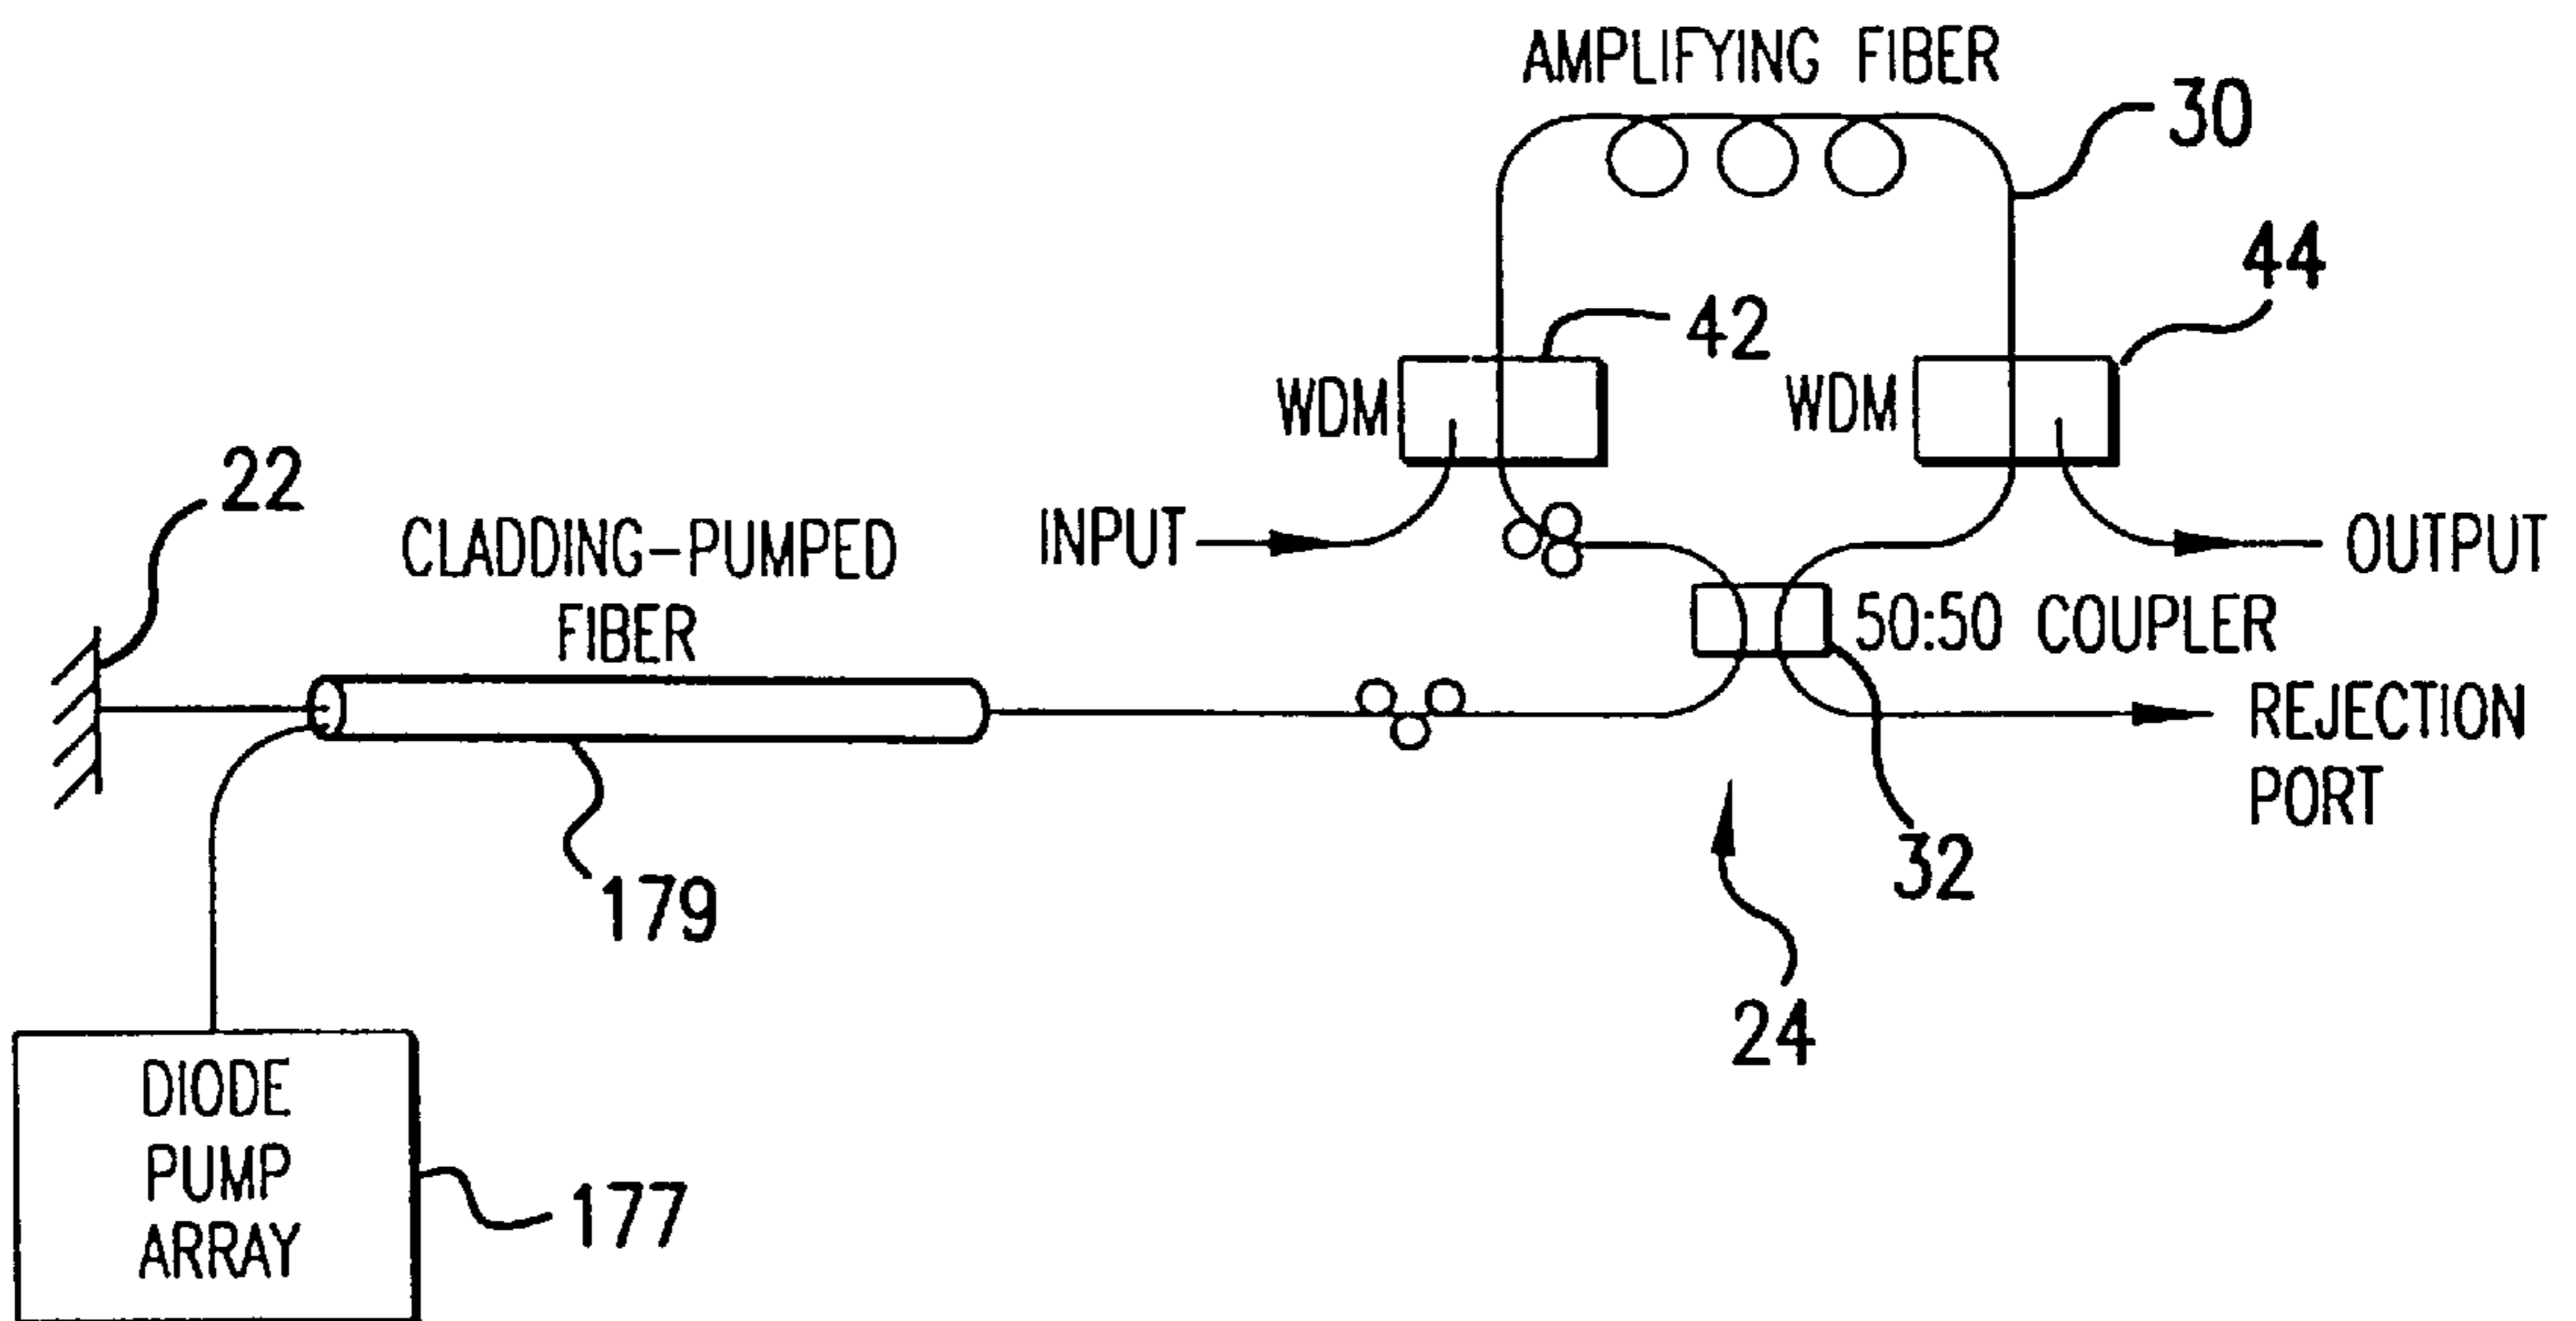 AMPLIFYING FIBER
30
44
42
WDM
WDM
22
CLADDING-PUMPED
FIBER
INPUT
OUTPUT
50:50 COUPLER
REJECTION
PORT
179
32
24
DIODE
PUMP
ARRAY
177